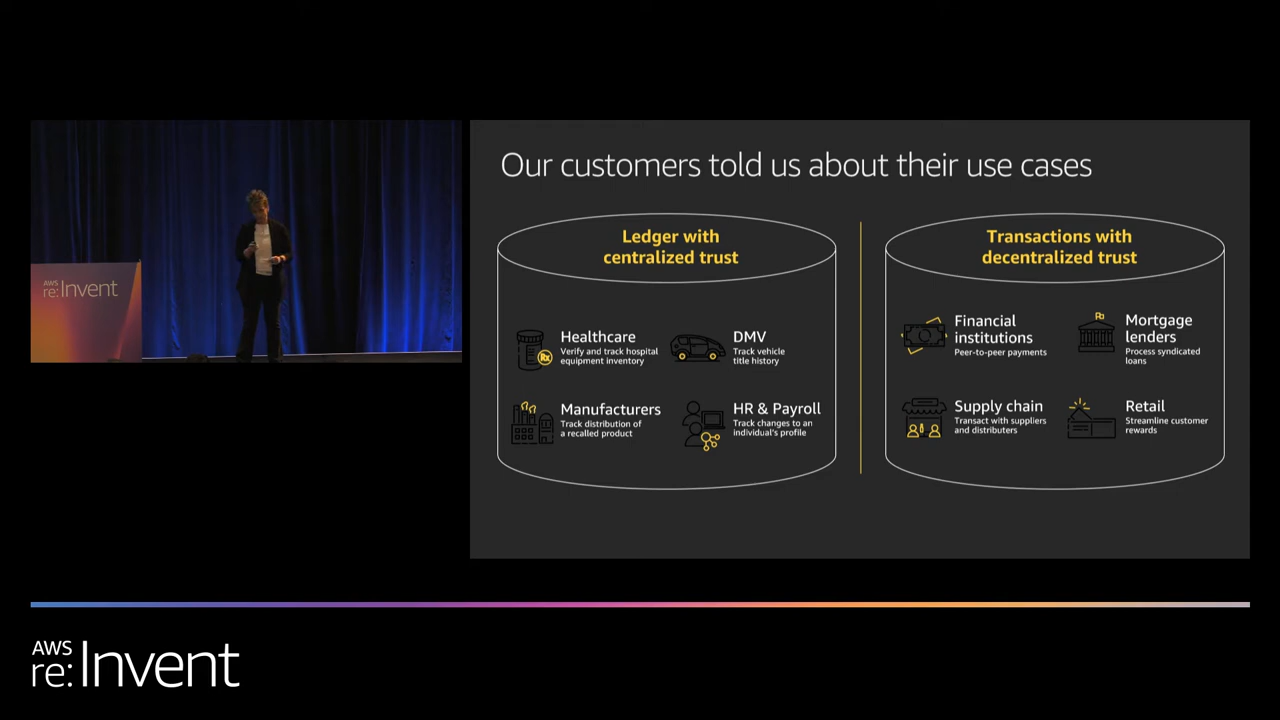 AWS
re:Invent
Our customers told us about their use cases
Ledger with
centralized trust
Healthcare
Verify and track hospital
equipment inventory
Rx
DMV
Track vehicle
title history
Manufacturers
Track distribution of
a recalled product
HR & Payroll
Track changes to an
individual's profile
Transactions with
decentralized trust
Financial
institutions
Peer-to-peer payments
Mortgage
lenders
Process syndicated
loans
Supply chain
Transact with suppliers
and distributers
Retail
Streamline customer
rewards
AWS
re:Invent